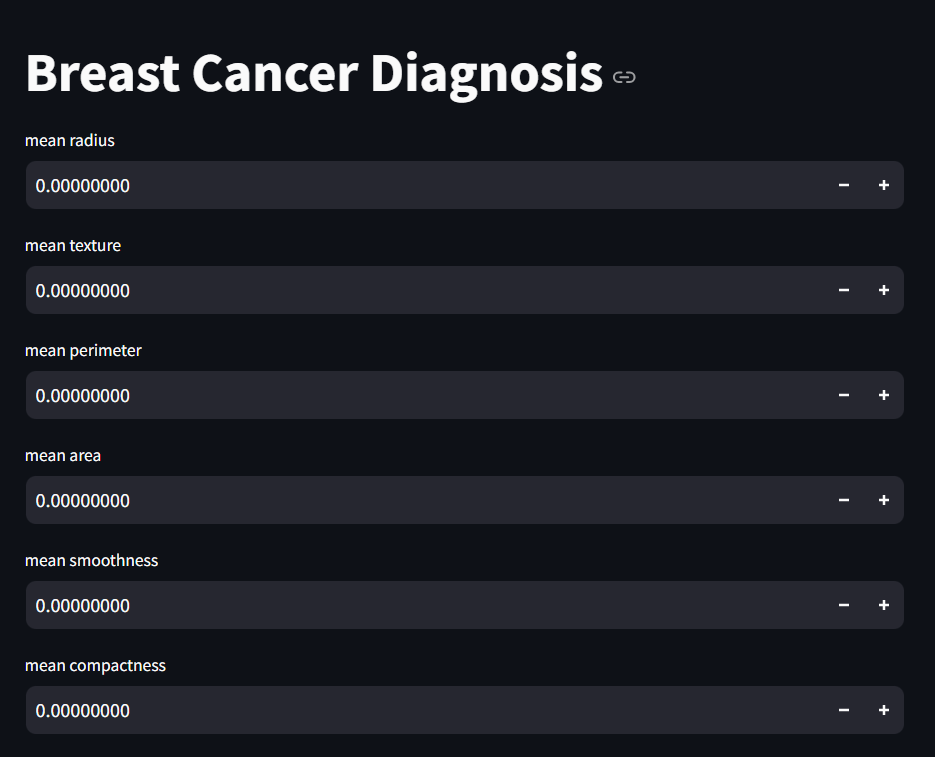 Breast Cancer Diagnosis
mean radius
0.00000000
mean texture
0.00000000
mean perimeter
0.00000000
mean area
0.00000000
mean smoothness
0.00000000
mean compactness
0.00000000